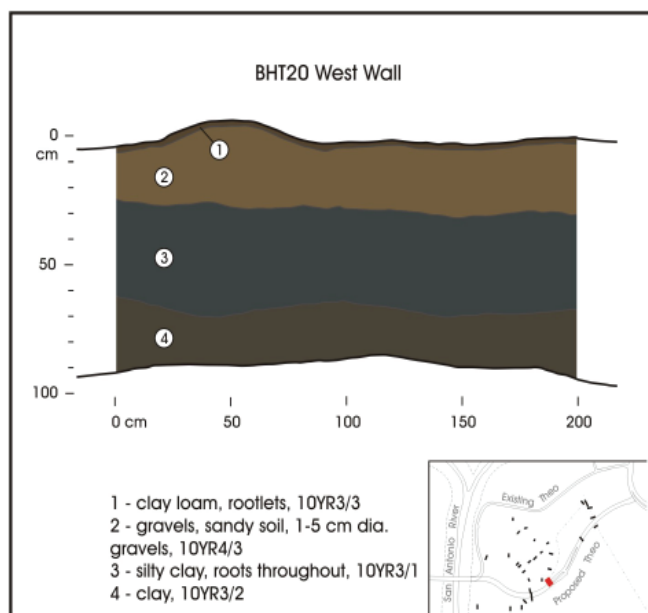 BHT20 West Wall
0
cm
50
100
1
2
3
4
0 cm
50
100
150
200
1 - clay loam, rootlets, 10YR3/3
2 - gravels, sandy soil, 1-5 cm dia.
gravels, 10YR4/3
3 - silty clay, roots throughout, 10YR3/1
4 - clay, 10YR3/2
San Antonio River
Existing Theo
Proposed Theo